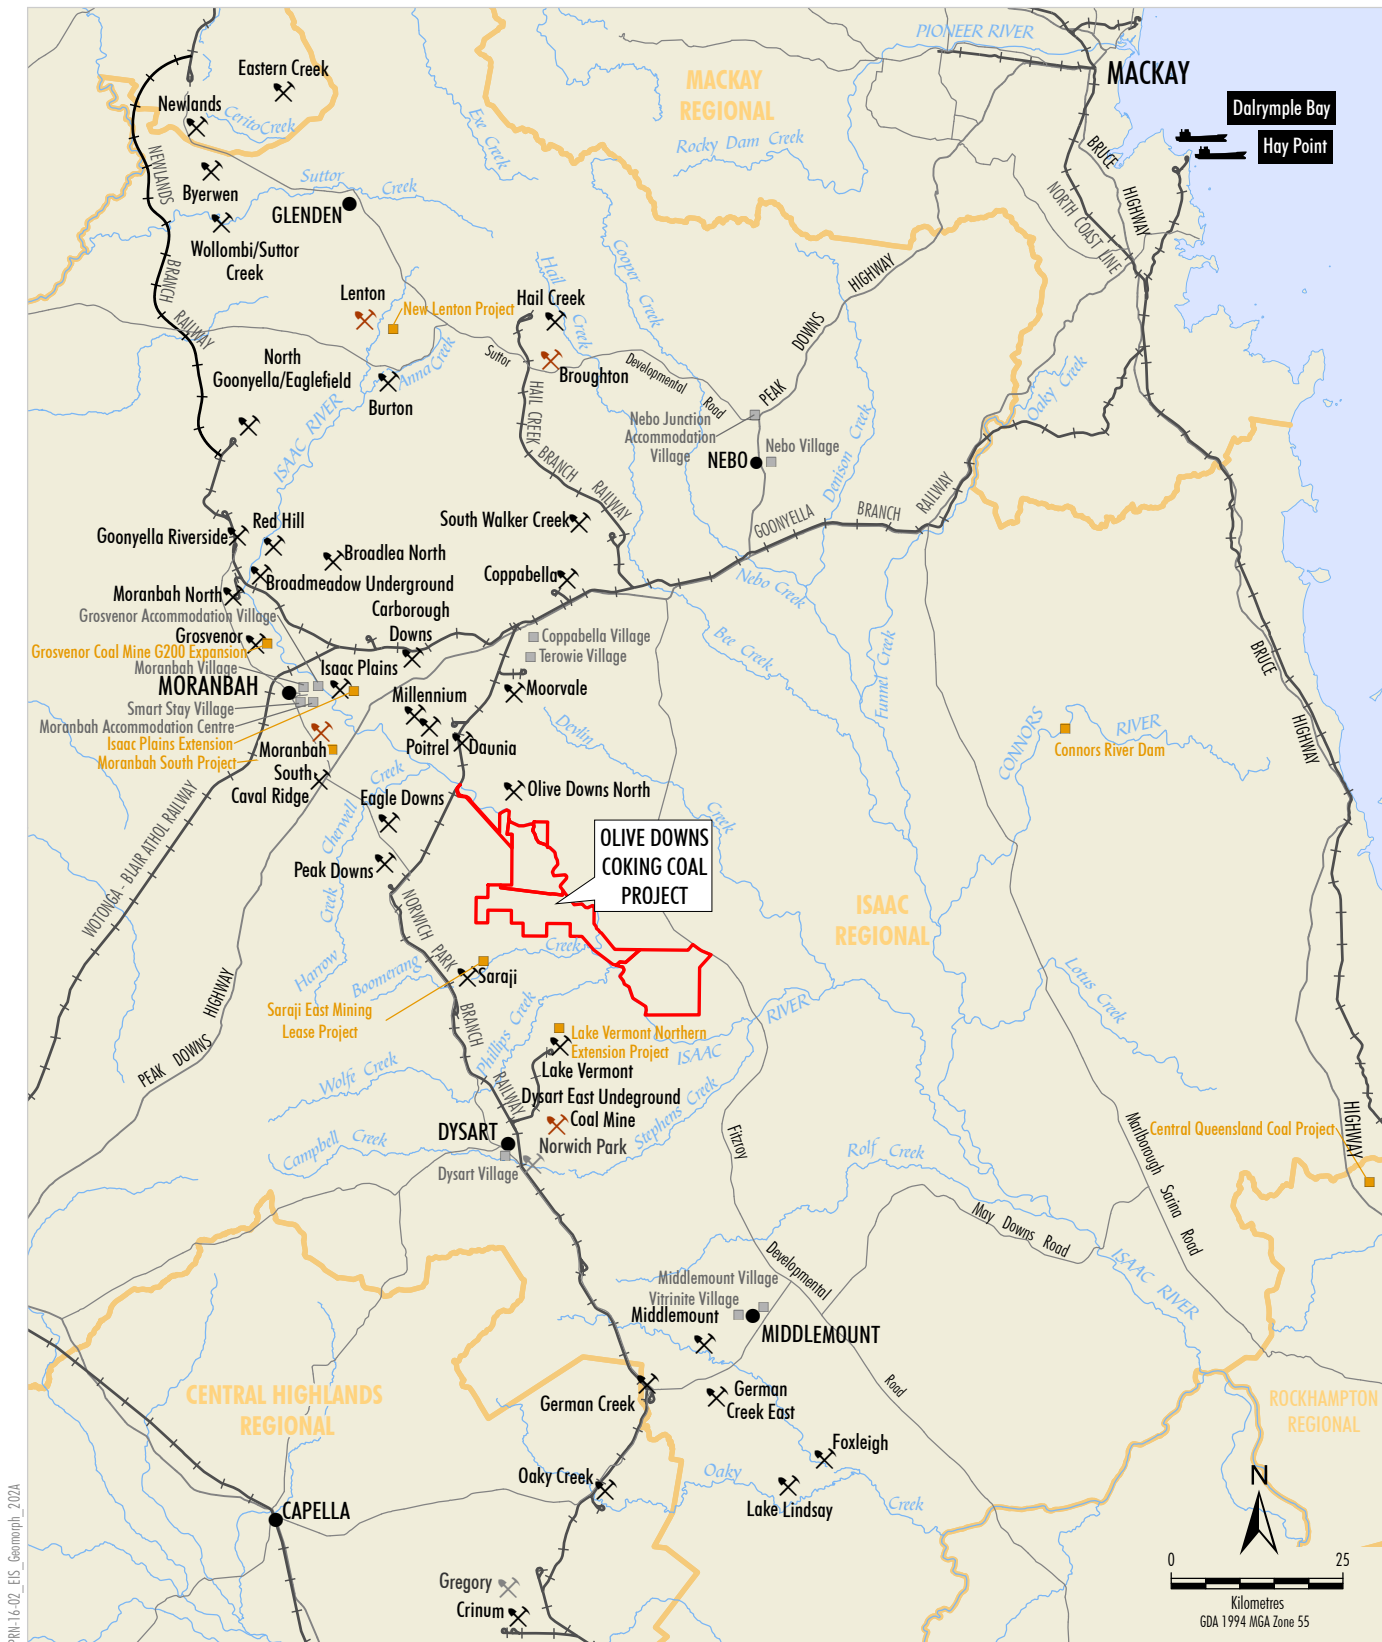 PIONEER RIVER
MACKAY
Eastern Creek
MACKAY
REGIONAL
Newlands
Cerito Creek
Exe Creek
Dalrymple Bay
Hay Point
Rocky Dam Creek
BRUCE
HIGHWAY
NEWLANDS
BRANCH
RAILWAY
Byerwen
Suttor
Creek
GLENDEN
NORTH COAST LINE
Wollombi/Suttor
Creek
Hail
Creek
Cooper Creek
HIGHWAY
Lenton
New Lenton Project
Hail Creek
DOWNS
PEAK
North
Goonyella/Eaglefield
Anna Creek
Suttor
Developmental
Road
Broughton
Burton
HAIL CREEK
BRANCH
RAILWAY
Oaky Creek
Nebo Junction
Accommodation
Village
ISAAC RIVER
NEBO
Nebo Village
Denison Creek
Red Hill
Goonyella Riverside
South Walker Creek
GOONYELLA
BRANCH
RAILWAY
Broadlea North
Broadmeadow Underground
Coppabella
Nebo Creek
Moranbah North
Carborough
Downs
Grosvenor Accommodation Village
Grosvenor
Grosvenor Coal Mine G200 Expansion
Coppabella Village
Terowie Village
Bee Creek
Moranbah Village
Isaac Plains
MORANBAH
Millennium
Moorvale
Funnel Creek
BRUCE
HIGHWAY
Smart Stay Village
Moranbah Accommodation Centre
Isaac Plains Extension
Moranbah South Project
Moranbah
South
Poitrel
Daunia
Devlin
Creek
CONNORS
RIVER
Connors River Dam
Caval Ridge
Eagle Downs
Olive Downs North
Cherwell
Creek
WOTONGA - BLAIR ATHOL RAILWAY
Peak Downs
OLIVE DOWNS
COKING COAL
PROJECT
NORWICH PARK
BRANCH
RAILWAY
ISAAC
REGIONAL
Harrow
Creek
Boomerang
Creek
Saraji
Lotus Creek
Saraji East Mining
Lease Project
PEAK DOWNS HIGHWAY
Phillips Creek
Lake Vermont Northern
Extension Project
ISAAC
RIVER
Lake Vermont
Wolfe Creek
Dysart East Undeground
Coal Mine
Stephens Creek
DYSART
Norwich Park
Campbell Creek
Dysart Village
Fitzroy
Developmental
Road
Rolf Creek
Marlborough Sarina Road
Central Queensland Coal Project
HIGHWAY
May Downs Road
ISAAC RIVER
Middlemount Village
Vitrinite Village
Middlemount
MIDDLEMOUNT
CENTRAL HIGHLANDS
REGIONAL
German Creek
German
Creek East
ROCKHAMPTON
REGIONAL
Foxleigh
Oaky Creek
Oaky
Creek
Lake Lindsay
CAPELLA
Gregory
Crinum
N
0
25
Kilometres
GDA 1994 MGA Zone 55
PRN-16-02_EIS_Geomorph_202A